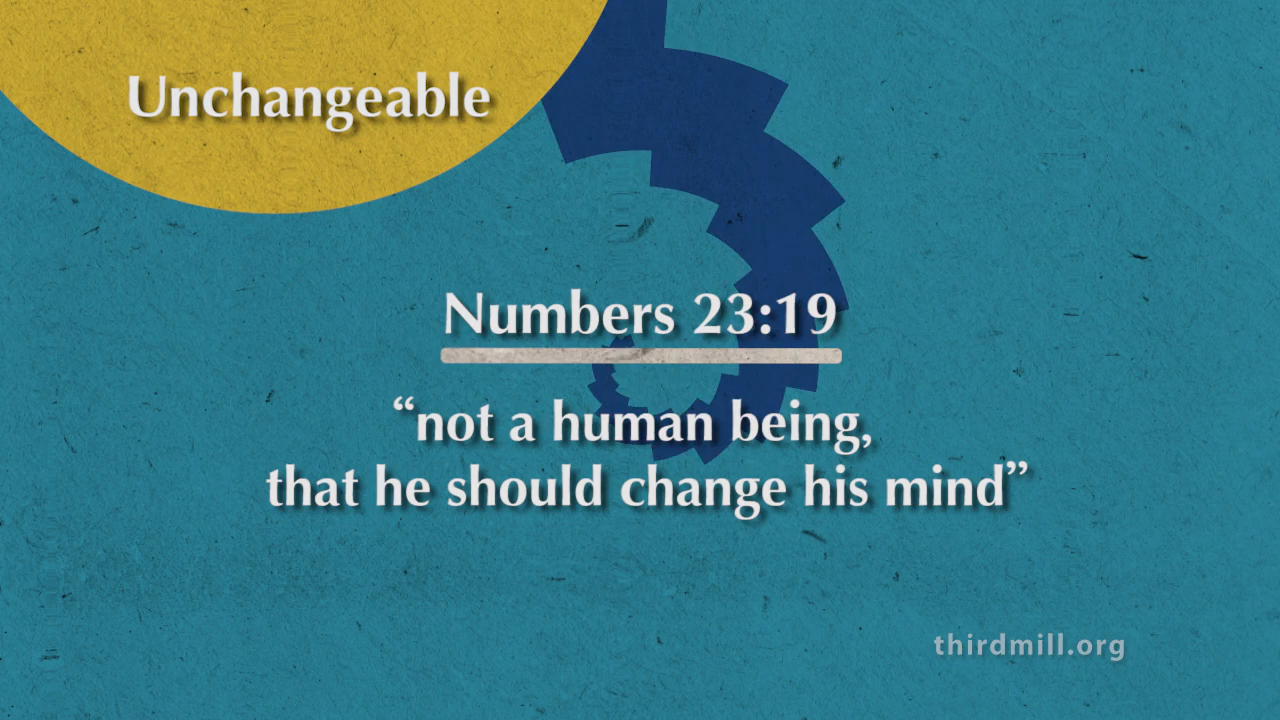 Unchangeable
Numbers 23:19
“not a human being,
that he should change his mind”
thirdmill.org